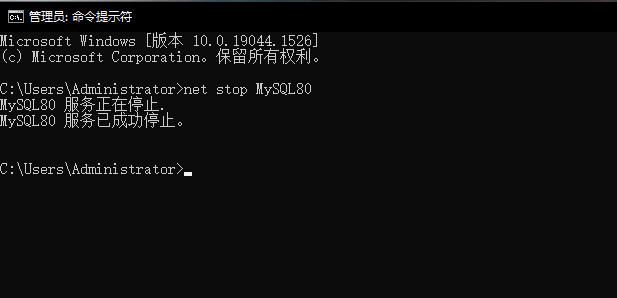 管理员: 命令提示符
Microsoft Windows [版本 10.0.19044.1526]
(c) Microsoft Corporation。保留所有权利。
C:\Users\Administrator>net stop MySQL80
MySQL80 服务正在停止.
MySQL80 服务已成功停止。
C:\Users\Administrator>